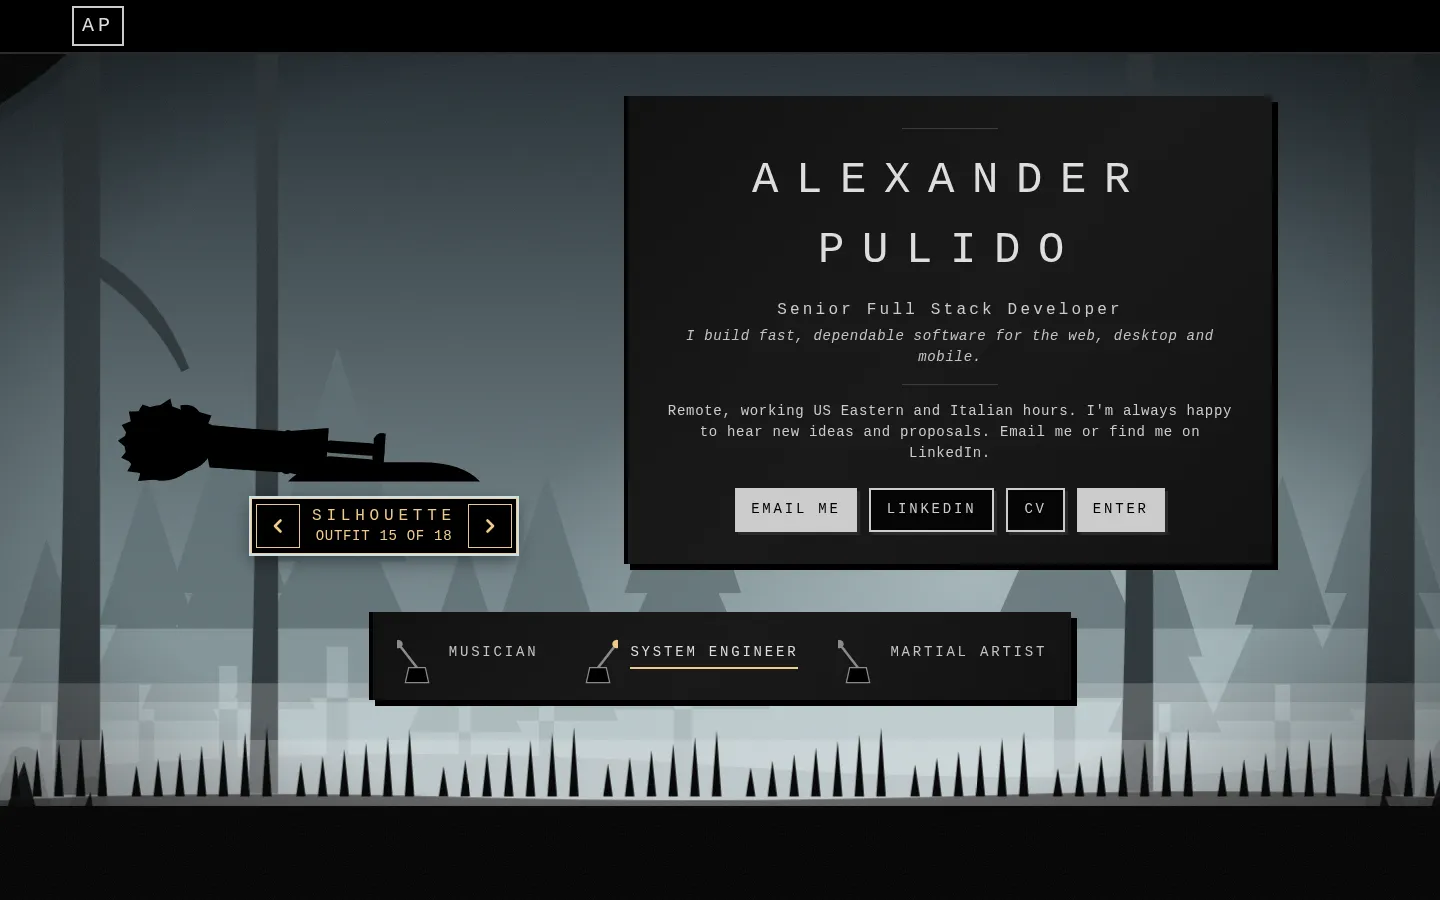 AP
ALEXANDER
PULIDO
Senior Full Stack Developer
I build fast, dependable software for the web, desktop and
mobile.
Remote, working US Eastern and Italian hours. I'm always happy
to hear new ideas and proposals. Email me or find me on
LinkedIn.
EMAIL ME LINKEDIN CV ENTER
SILHOUETTE
OUTFIT 15 OF 18
MUSICIAN SYSTEM ENGINEER MARTIAL ARTIST